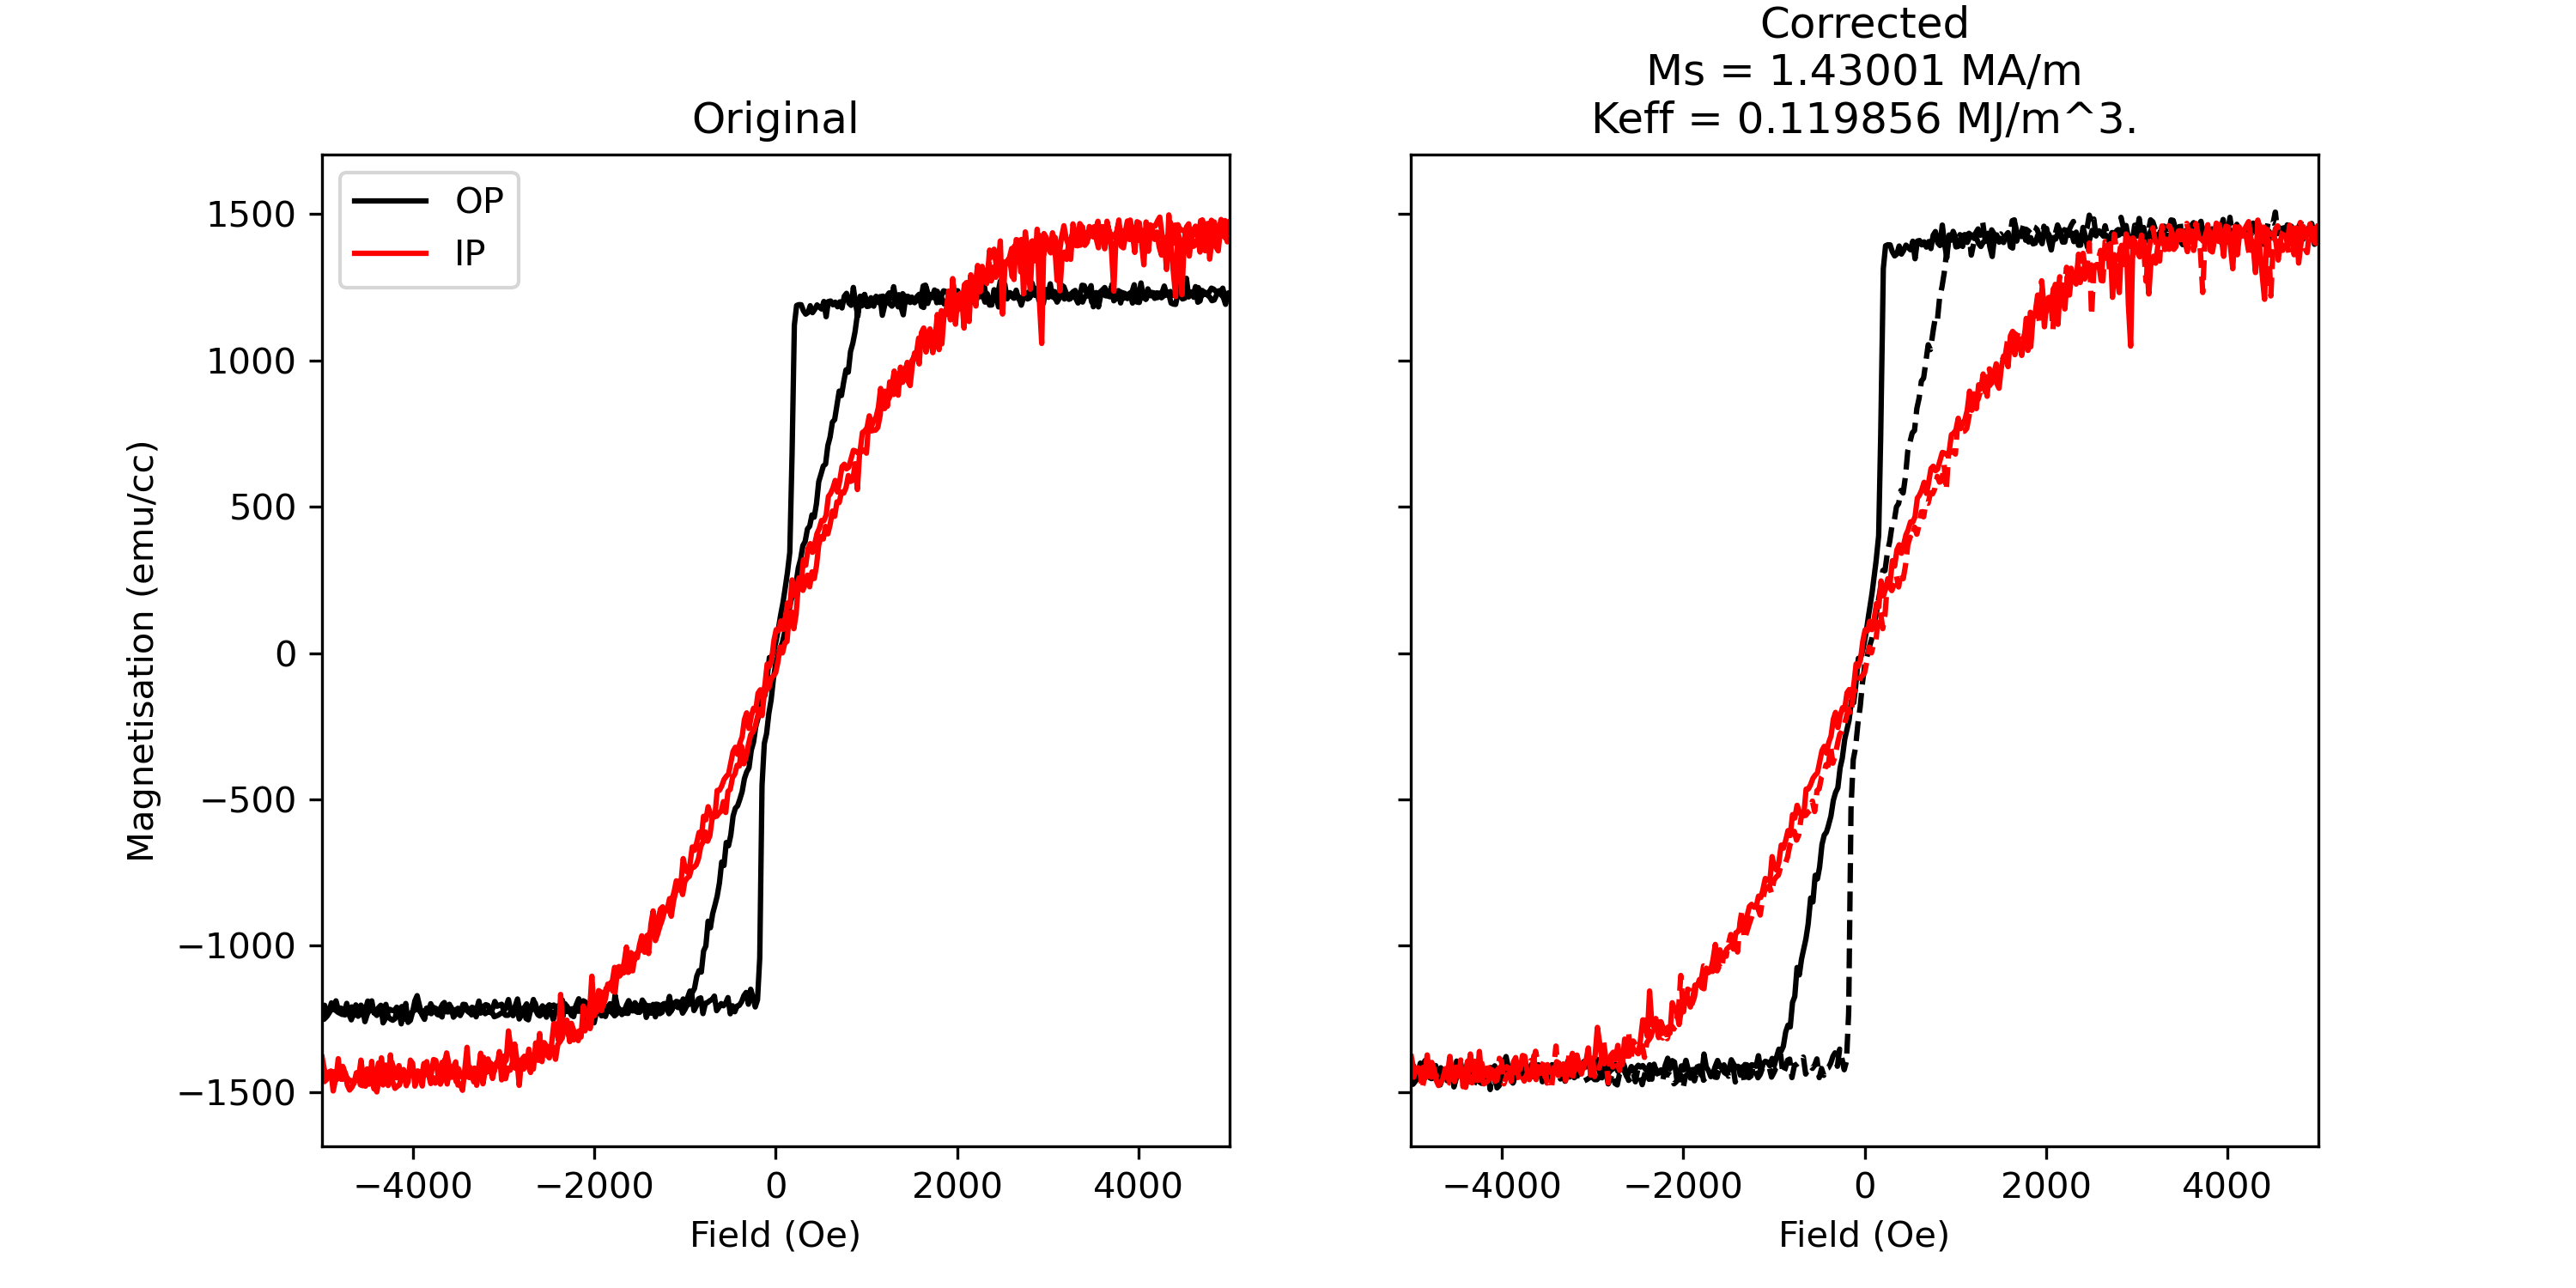 Original
OP
IP
1500
1000
500
0
−500
−1000
−1500
Magnetisation (emu/cc)
−4000 −2000 0 2000 4000
Field (Oe)
Corrected
Ms = 1.43001 MA/m
Keff = 0.119856 MJ/m^3.
−4000 −2000 0 2000 4000
Field (Oe)